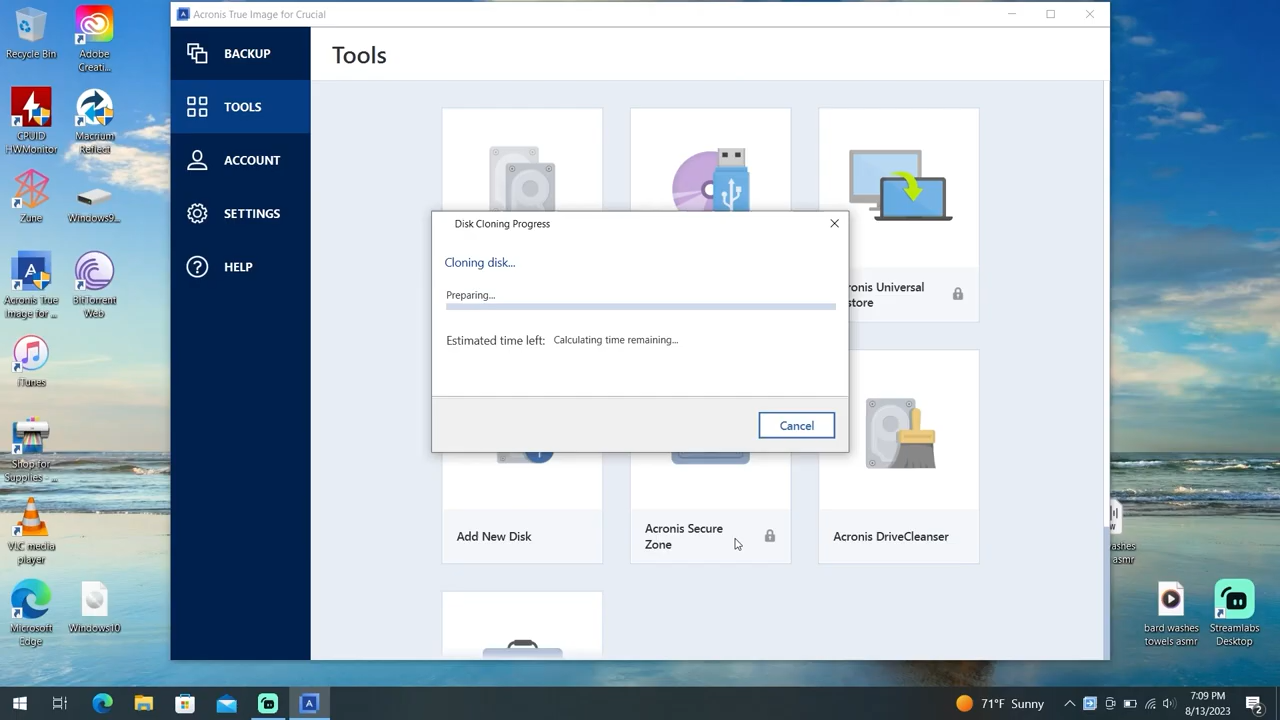 Recycle Bin
Adobe
Creati...
CPUID
HWMonitor
Macrium
Reflect
Zune
Windows9...
Acronis True
Image for ...
BitTorrent
Web
iTunes
Shop for
Supplies - ...
VLC media
player
Microsoft
Edge
Windows10
Acronis True Image for Crucial
BACKUP
TOOLS
ACCOUNT
SETTINGS
HELP
Tools
Disk Cloning Progress
Cloning disk...
Preparing...
Estimated time left: Calculating time remaining...
Cancel
cronis Universal
store
Add New Disk
Acronis Secure
Zone
Acronis DriveCleanser
ashes
asmr
bard washes
towels asmr
Streamlabs
Desktop
71°F Sunny
7:09 PM
8/13/2023
2